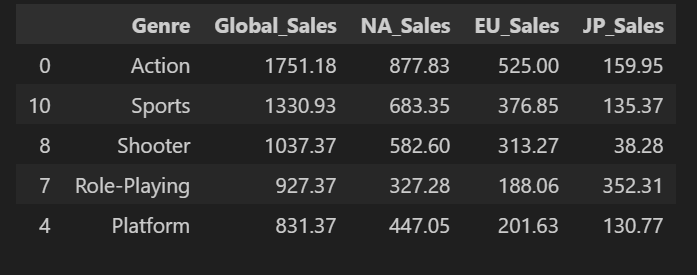 Genre Global_Sales NA_Sales EU_Sales JP_Sales
0 Action 1751.18 877.83 525.00 159.95
10 Sports 1330.93 683.35 376.85 135.37
8 Shooter 1037.37 582.60 313.27 38.28
7 Role-Playing 927.37 327.28 188.06 352.31
4 Platform 831.37 447.05 201.63 130.77